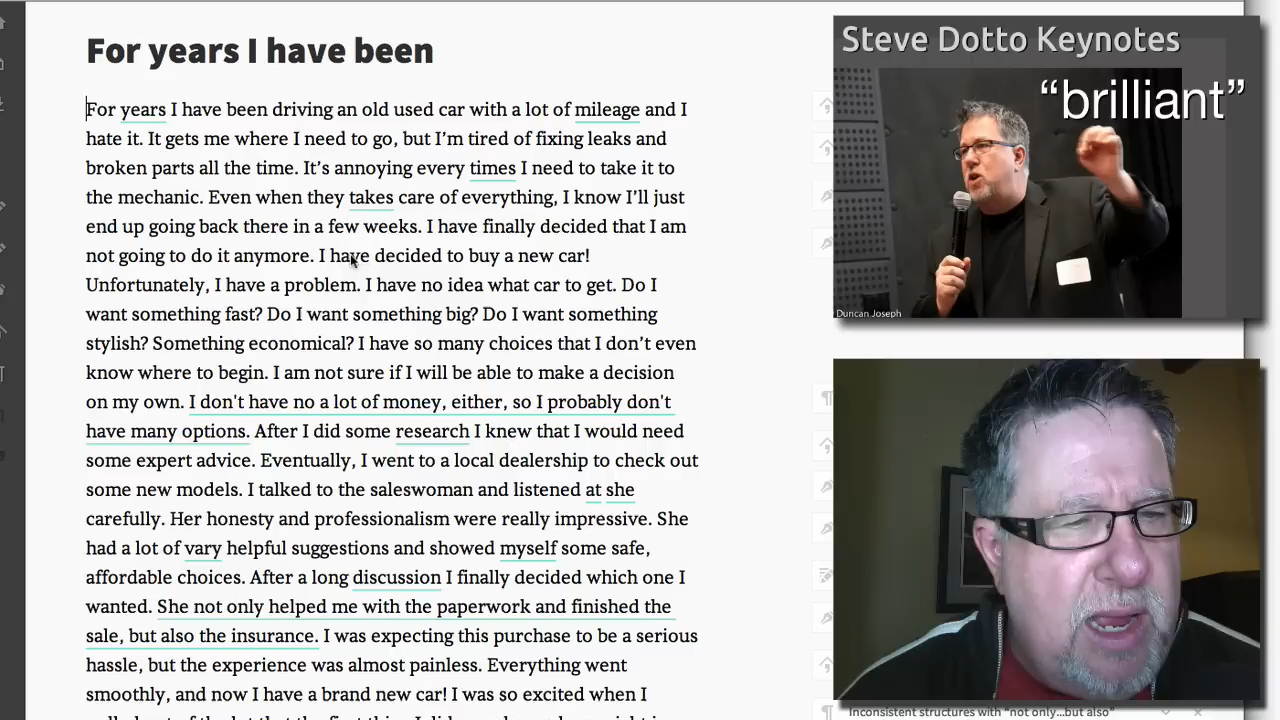 For years I have been
For years I have been driving an old used car with a lot of mileage and I
hate it. It gets me where I need to go, but I’m tired of fixing leaks and
broken parts all the time. It’s annoying every times I need to take it to
the mechanic. Even when they takes care of everything, I know I’ll just
end up going back there in a few weeks. I have finally decided that I am
not going to do it anymore. I have decided to buy a new car!
Unfortunately, I have a problem. I have no idea what car to get. Do I
want something fast? Do I want something big? Do I want something
stylish? Something economical? I have so many choices that I don’t even
know where to begin. I am not sure if I will be able to make a decision
on my own. I don't have no a lot of money, either, so I probably don't
have many options. After I did some research I knew that I would need
some expert advice. Eventually, I went to a local dealership to check out
some new models. I talked to the saleswoman and listened at she
carefully. Her honesty and professionalism were really impressive. She
had a lot of vary helpful suggestions and showed myself some safe,
affordable choices. After a long discussion I finally decided which one I
wanted. She not only helped me with the paperwork and finished the
sale, but also the insurance. I was expecting this purchase to be a serious
hassle, but the experience was almost painless. Everything went
smoothly, and now I have a brand new car! I was so excited when I
Steve Dotto Keynotes
“brilliant”
Duncan Joseph
Inconsistent structures with “not only...but also”